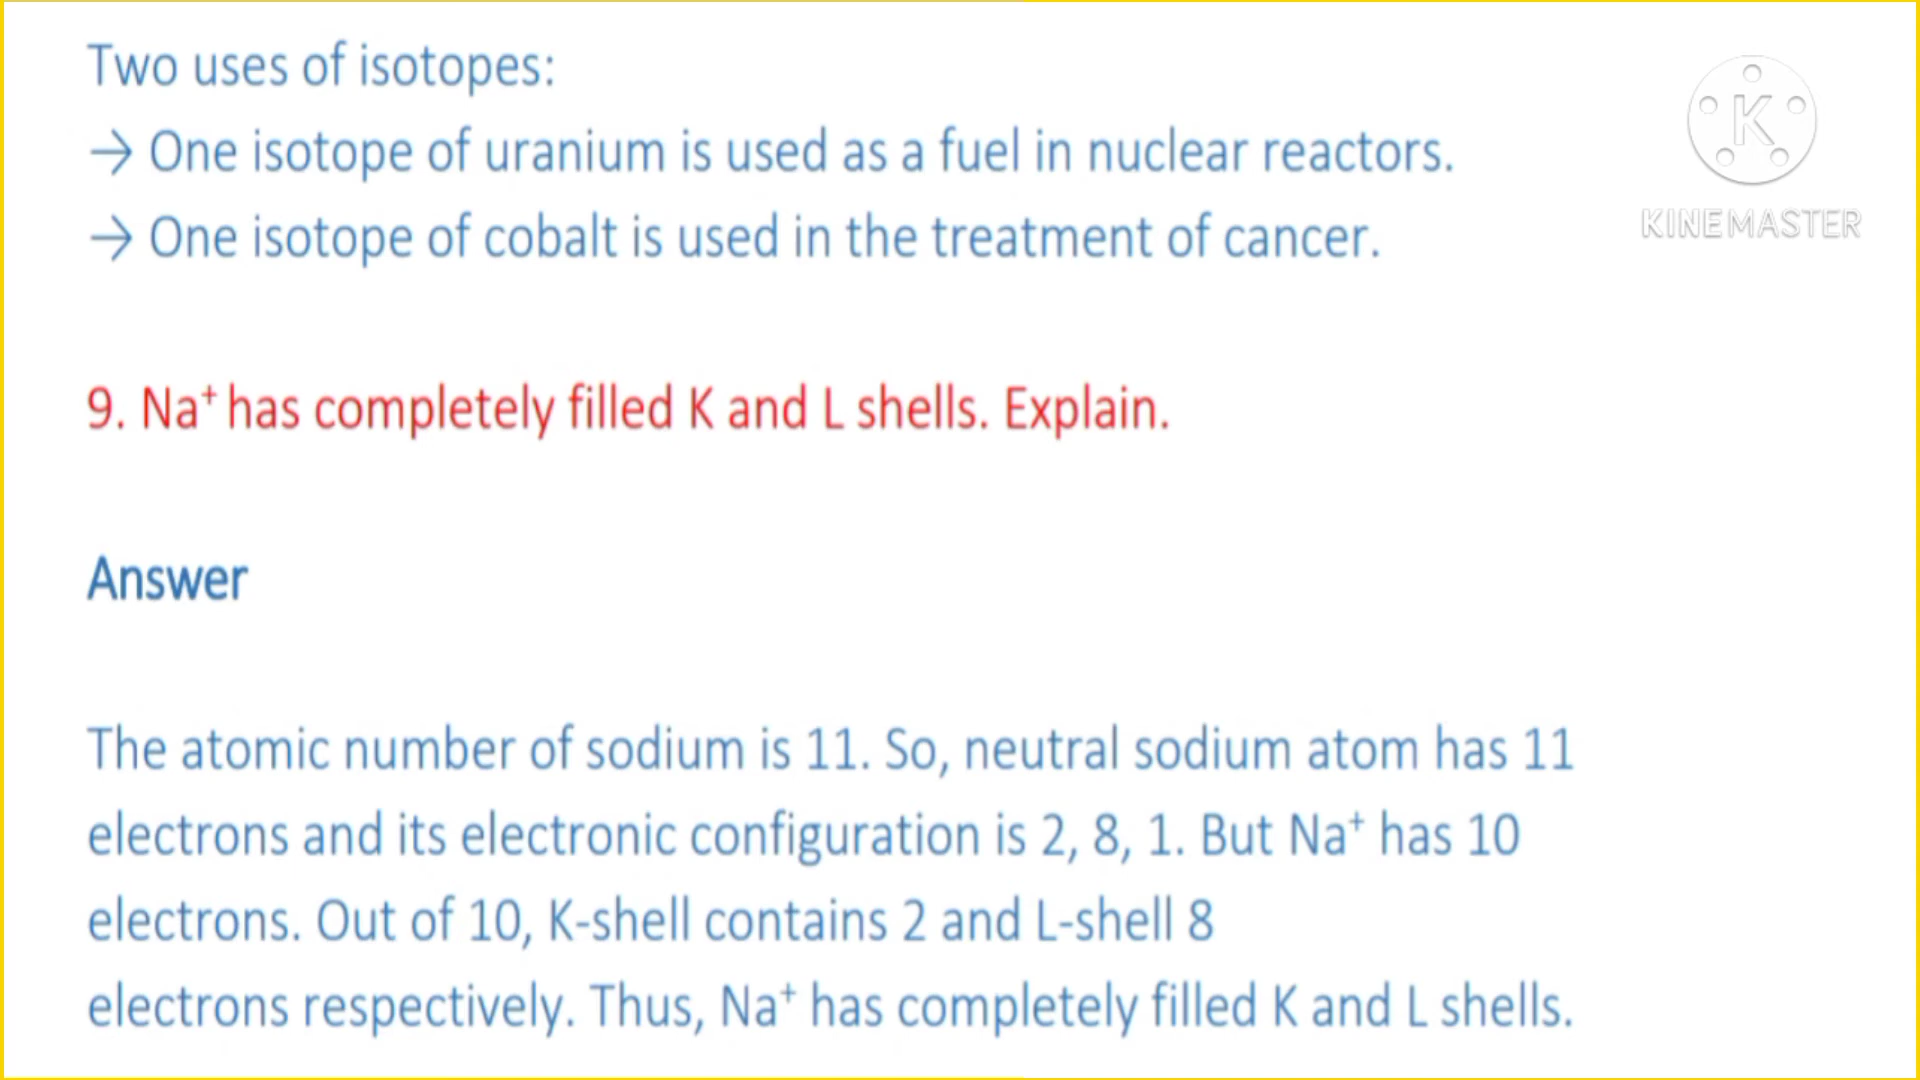 Two uses of isotopes:
→ One isotope of uranium is used as a fuel in nuclear reactors.
→ One isotope of cobalt is used in the treatment of cancer.
K
KINEMASTER
9. Na⁺ has completely filled K and L shells. Explain.
Answer
The atomic number of sodium is 11. So, neutral sodium atom has 11
electrons and its electronic configuration is 2, 8, 1. But Na⁺ has 10
electrons. Out of 10, K-shell contains 2 and L-shell 8
electrons respectively. Thus, Na⁺ has completely filled K and L shells.